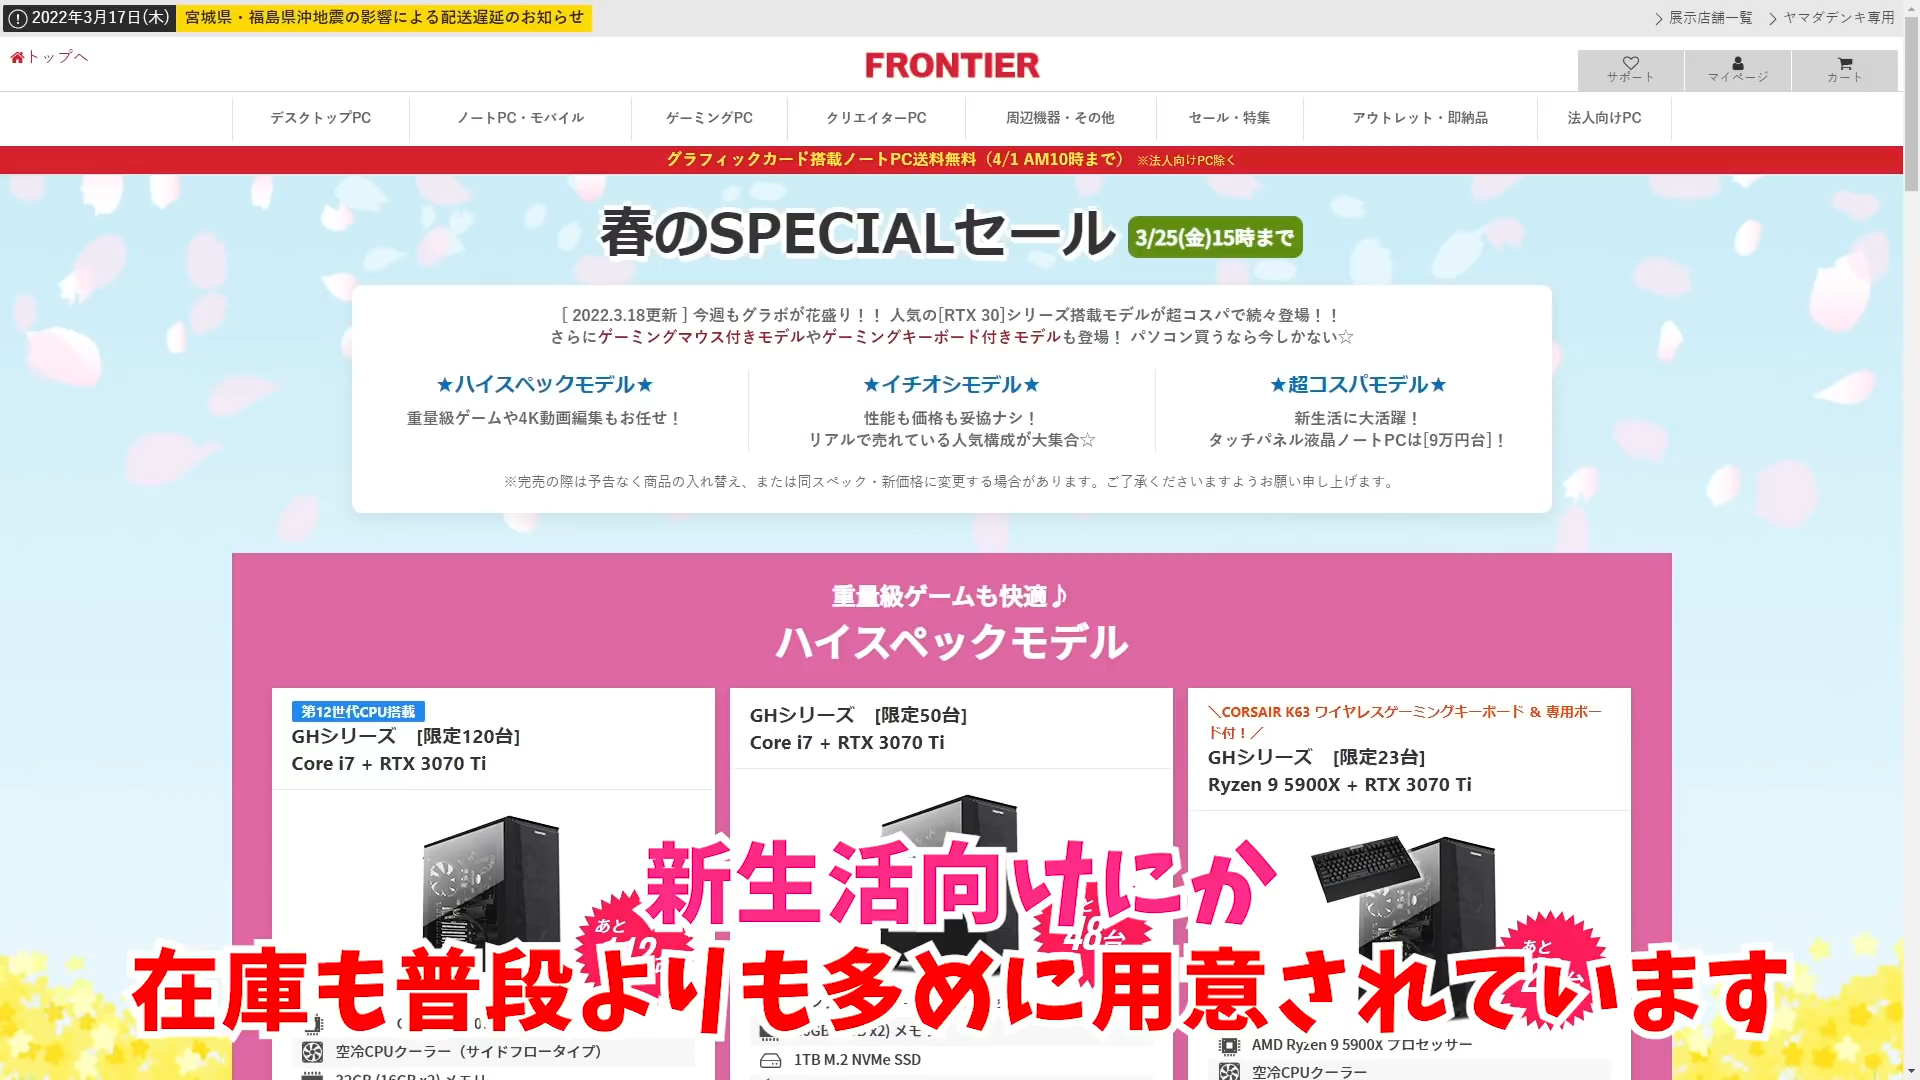 2022年3月17日(木) 宮城県・福島県沖地震の影響による配送遅延のお知らせ
展示店舗一覧 ヤマダデンキ専用
トップへ
FRONTIER
サポート マイページ カート
デスクトップPC ノートPC・モバイル ゲーミングPC クリエイターPC 周辺機器・その他 セール・特集 アウトレット・即納品 法人向けPC
グラフィックカード搭載ノートPC送料無料（4/1 AM10時まで） ※法人向けPC除く
春のSPECIALセール 3/25(金)15時まで
[ 2022.3.18更新 ] 今週もグラボが花盛り！！ 人気の[RTX 30]シリーズ搭載モデルが超コスパで続々登場！！
さらにゲーミングマウス付きモデルやゲーミングキーボード付きモデルも登場！ パソコン買うなら今しかない☆
★ハイスペックモデル★
重量級ゲームや4K動画編集もお任せ！
★イチオシモデル★
性能も価格も妥協ナシ！
リアルで売れている人気構成が大集合☆
★超コスパモデル★
新生活に大活躍！
タッチパネル液晶ノートPCは[9万円台]！
※完売の際は予告なく商品の入れ替え、または同スペック・新価格に変更する場合があります。ご了承くださいますようお願い申し上げます。
重量級ゲームも快適♪
ハイスペックモデル
第12世代CPU搭載
GHシリーズ [限定120台]
Core i7 + RTX 3070 Ti
あと
空冷CPUクーラー（サイドフロータイプ）
32GB (16GB x2) メモリ
GHシリーズ [限定50台]
Core i7 + RTX 3070 Ti
48台
1TB M.2 NVMe SSD
＼CORSAIR K63 ワイヤレスゲーミングキーボード & 専用ボー
ド付！／
GHシリーズ [限定23台]
Ryzen 9 5900X + RTX 3070 Ti
あと
AMD Ryzen 9 5900X プロセッサー
空冷CPUクーラー
新生活向けにか
在庫も普段よりも多めに用意されています